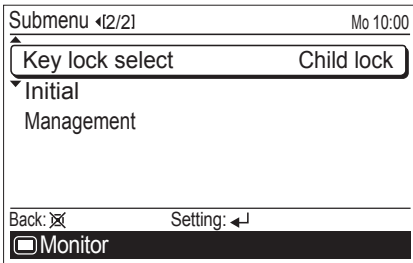 Submenu [2/2] Mo 10:00
Key lock select Child lock
Initial
Management
Back: Setting:
Monitor